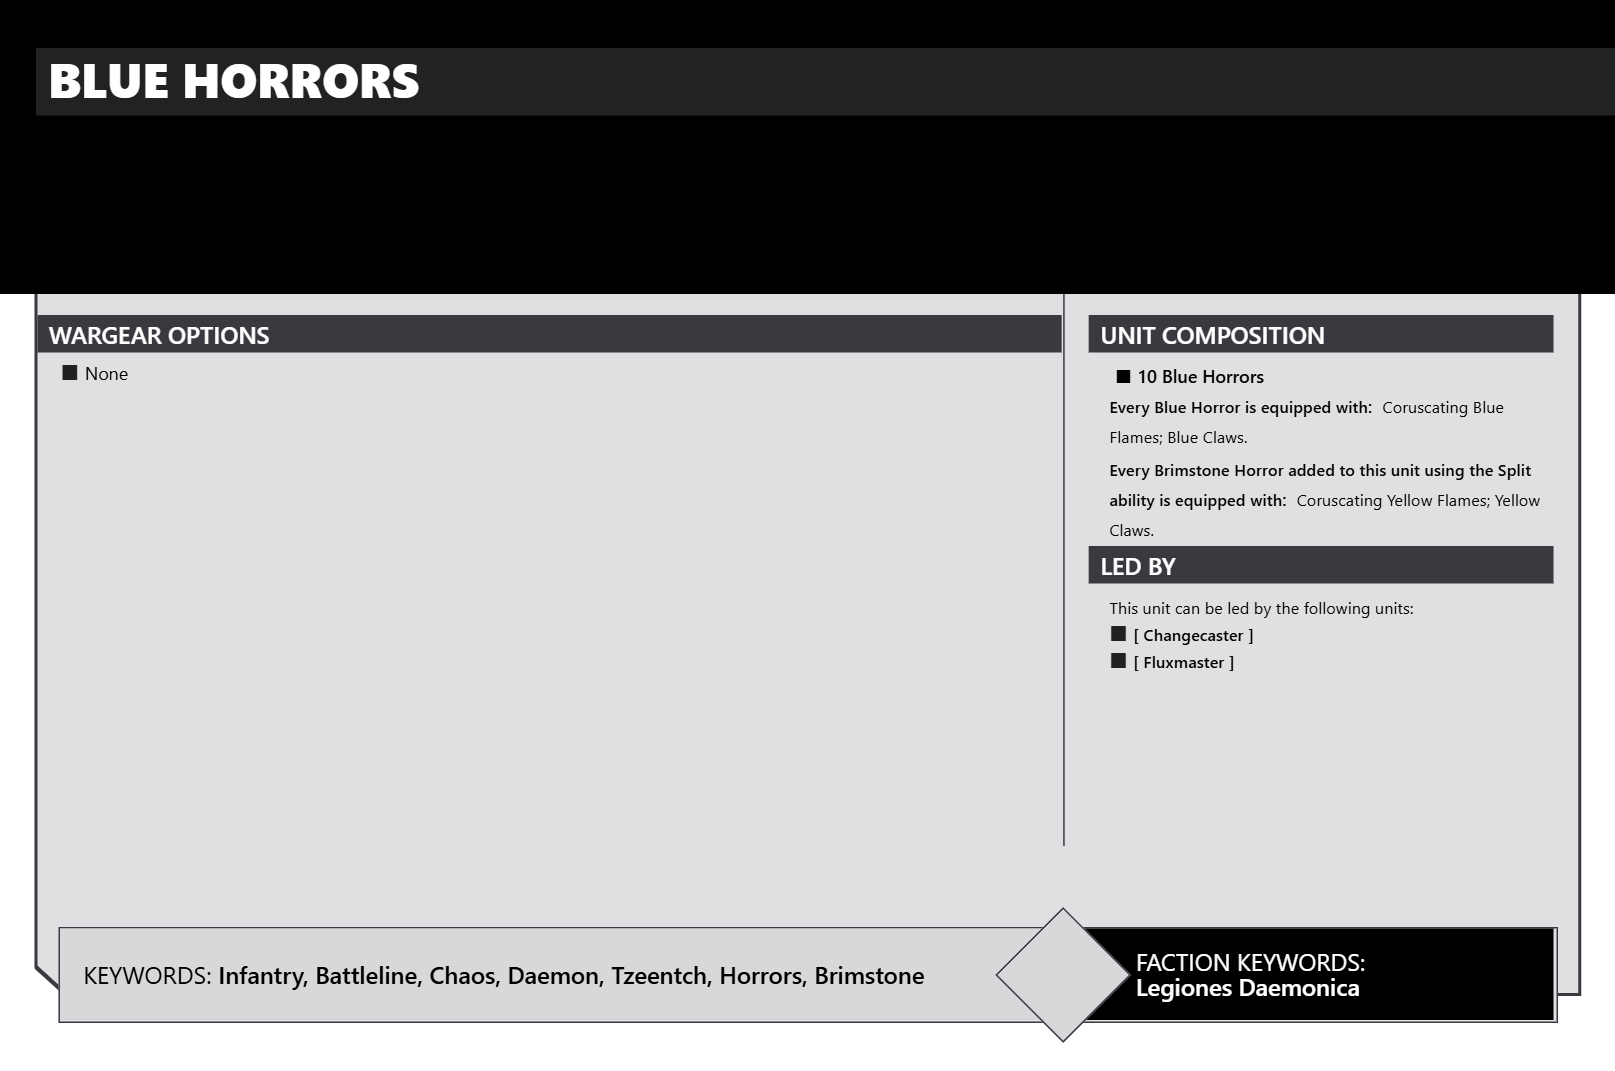 BLUE HORRORS
WARGEAR OPTIONS
■ None
UNIT COMPOSITION
■ 10 Blue Horrors
Every Blue Horror is equipped with: Coruscating Blue
Flames; Blue Claws.
Every Brimstone Horror added to this unit using the Split
ability is equipped with: Coruscating Yellow Flames; Yellow
Claws.
LED BY
This unit can be led by the following units:
■ [ Changecaster ]
■ [ Fluxmaster ]
KEYWORDS: Infantry, Battleline, Chaos, Daemon, Tzeentch, Horrors, Brimstone
FACTION KEYWORDS:
Legiones Daemonica